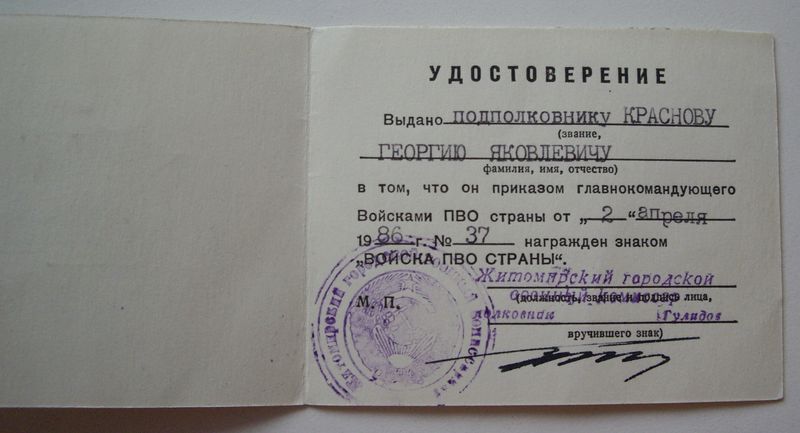 УДОСТОВЕРЕНИЕ
Выдано ПОДПОЛКОВНИКУ КРАСНОВУ
(звание,
ГЕОРГИЮ ЯКОВЛЕВИЧУ
фамилия, имя, отчество)
в том, что он приказом главнокомандующего
Войсками ПВО страны от „ 2 “ апреля
1986 г. № 37 награжден знаком
„ВОЙСКА ПВО СТРАНЫ“.
Житомирский городской
военный комиссар
М. П. (должность, звание и подпись лица,
полковник Гулидов
вручившего знак)